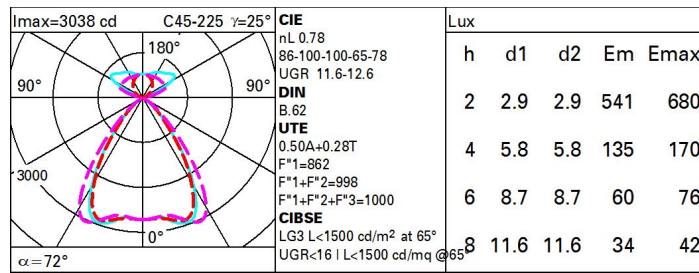 Imax=3038 cd C45-225 γ=25°
180°
90° 90°
3000
0°
α=72°
CIE
nL 0.78
86-100-100-65-78
UGR 11.6-12.6
DIN
B.62
UTE
0.50A+0.28T
F"1=862
F"1+F"2=998
F"1+F"2+F"3=1000
CIBSE
LG3 L<1500 cd/m² at 65°
UGR<16 | L<1500 cd/mq @65°
Lux
h d1 d2 Em Emax
2 2.9 2.9 541 680
4 5.8 5.8 135 170
6 8.7 8.7 60 76
8 11.6 11.6 34 42